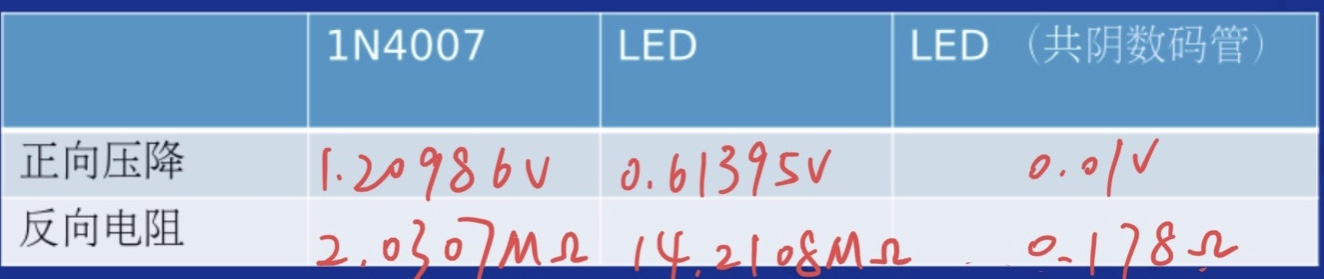 1N4007 LED LED （共阴数码管）
正向压降 1.20986V 0.61395V 0.01V
反向电阻 2.0307MΩ 14.2108MΩ 0.178Ω